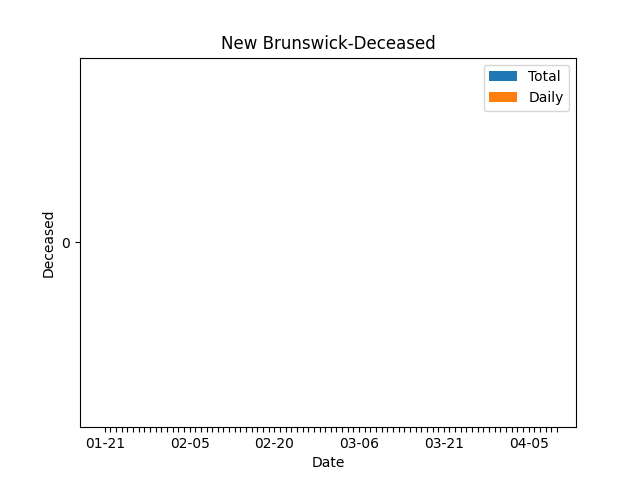 New Brunswick-Deceased
Total
Daily
Deceased
0
01-21 02-05 02-20 03-06 03-21 04-05
Date